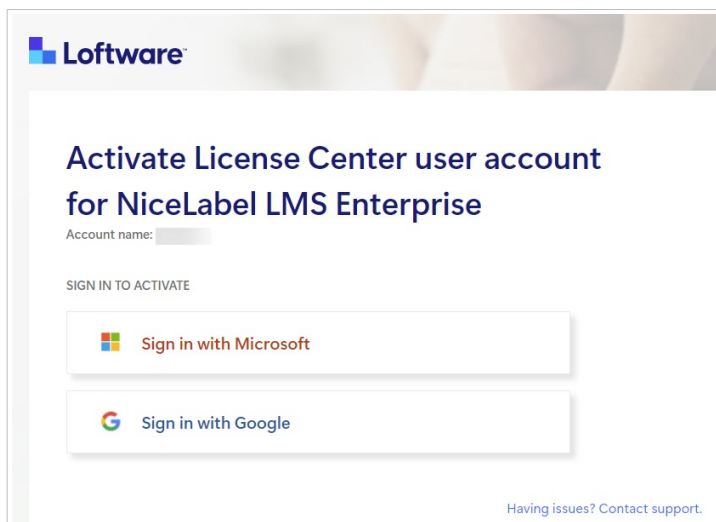 Loftware
Activate License Center user account
for NiceLabel LMS Enterprise
Account name:
SIGN IN TO ACTIVATE
Sign in with Microsoft
Sign in with Google
Having issues? Contact support.